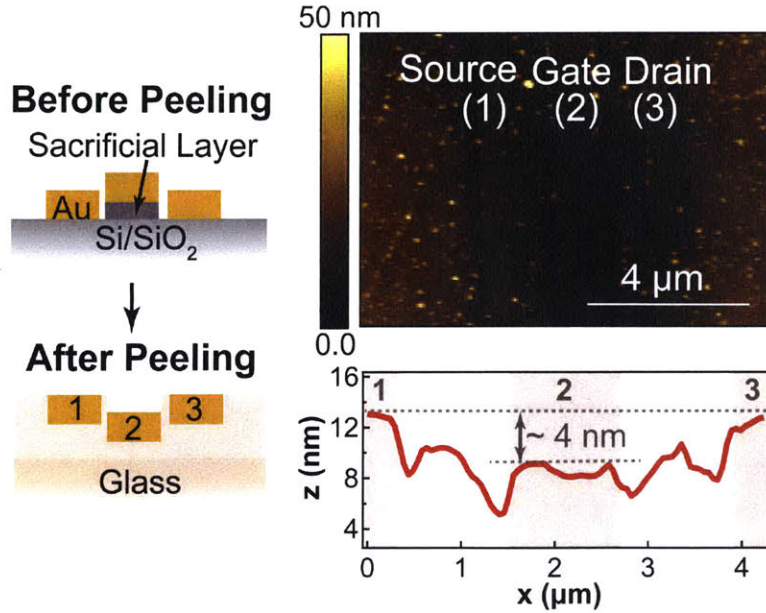 Before Peeling
Sacrificial Layer
Au
Si/SiO₂
After Peeling
1
2
3
Glass
50 nm
0.0
Source Gate Drain
(1) (2) (3)
4 μm
16
12
8
4
z (nm)
1 2 3
~ 4 nm
0 1 2 3 4
x (μm)